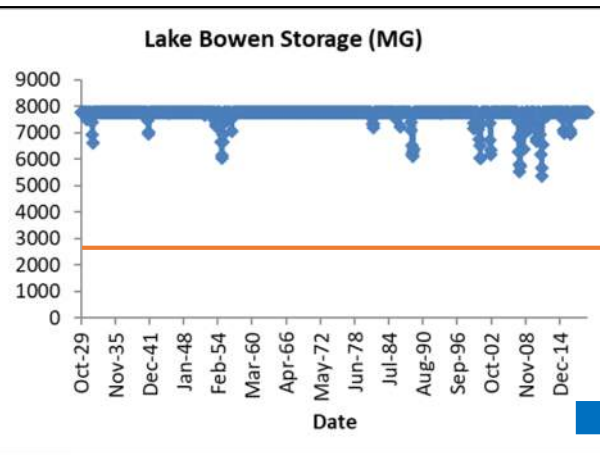 Lake Bowen Storage (MG)
9000
8000
7000
6000
5000
4000
3000
2000
1000
0
Oct-29
Nov-35
Dec-41
Jan-48
Feb-54
Mar-60
Apr-66
May-72
Jun-78
Jul-84
Aug-90
Sep-96
Oct-02
Nov-08
Dec-14
Date